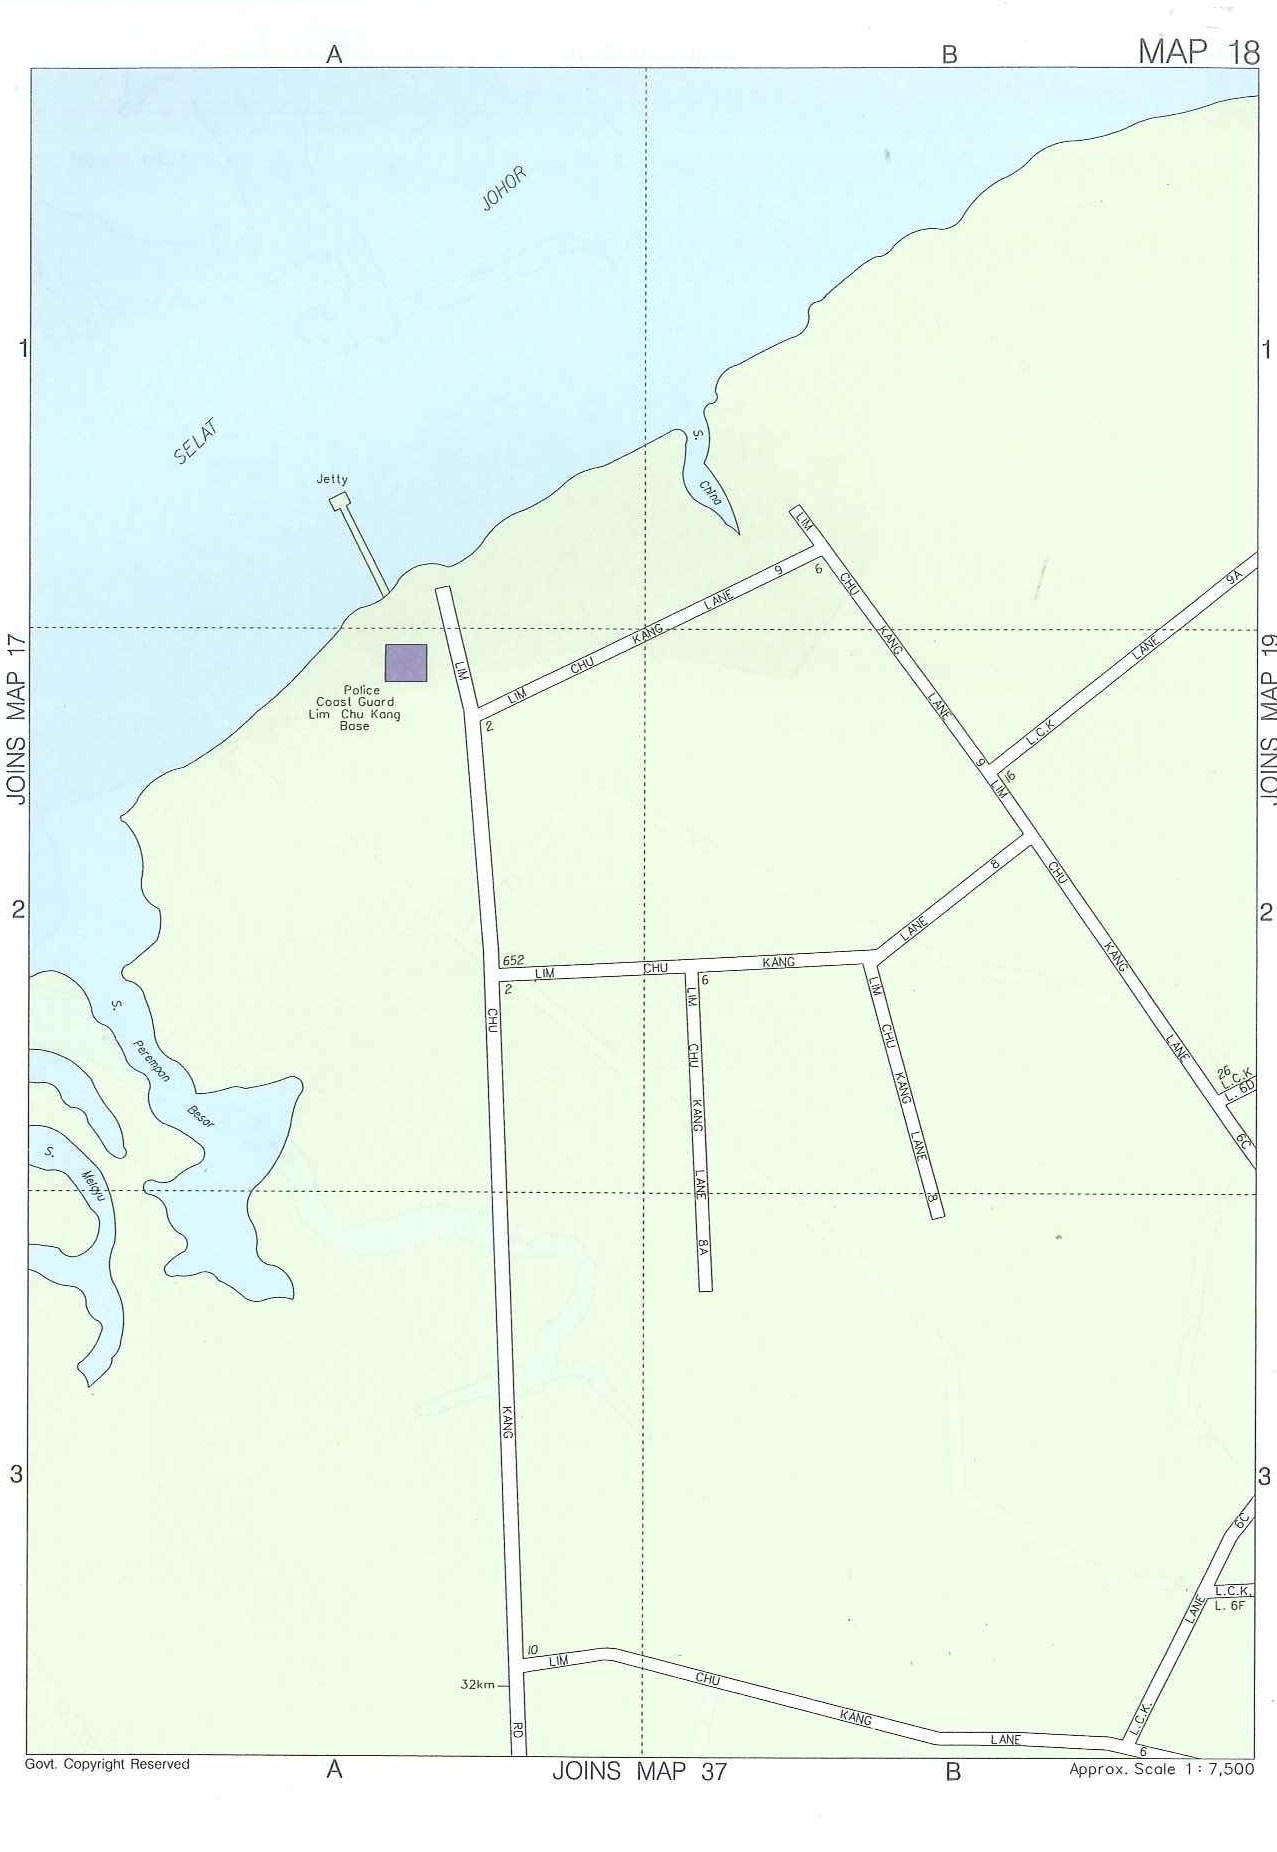 A
B
MAP 18
JOHOR
SELAT
1
1
Jetty
S.
China
LIM CHU KANG LANE 9
6
LIM CHU KANG LANE 9
L.C.K LANE 9A
16
JOINS MAP 17
JOINS MAP 19
Police
Coast Guard
Lim Chu Kang
Base
2
2
2
652
2
LIM CHU KANG LANE 8
6
LIM CHU KANG LANE 8A
LIM CHU KANG LANE 8
LIM CHU KANG LANE 6C
26
L.C.K
L. 6D
S. Perempan Besar
S. Melayu
LIM CHU KANG RD
3
3
10
32km
LIM CHU KANG LANE 6
L.C.K. LANE 6C
L.C.K.
L. 6F
Govt. Copyright Reserved
A
JOINS MAP 37
B
Approx. Scale 1 : 7,500